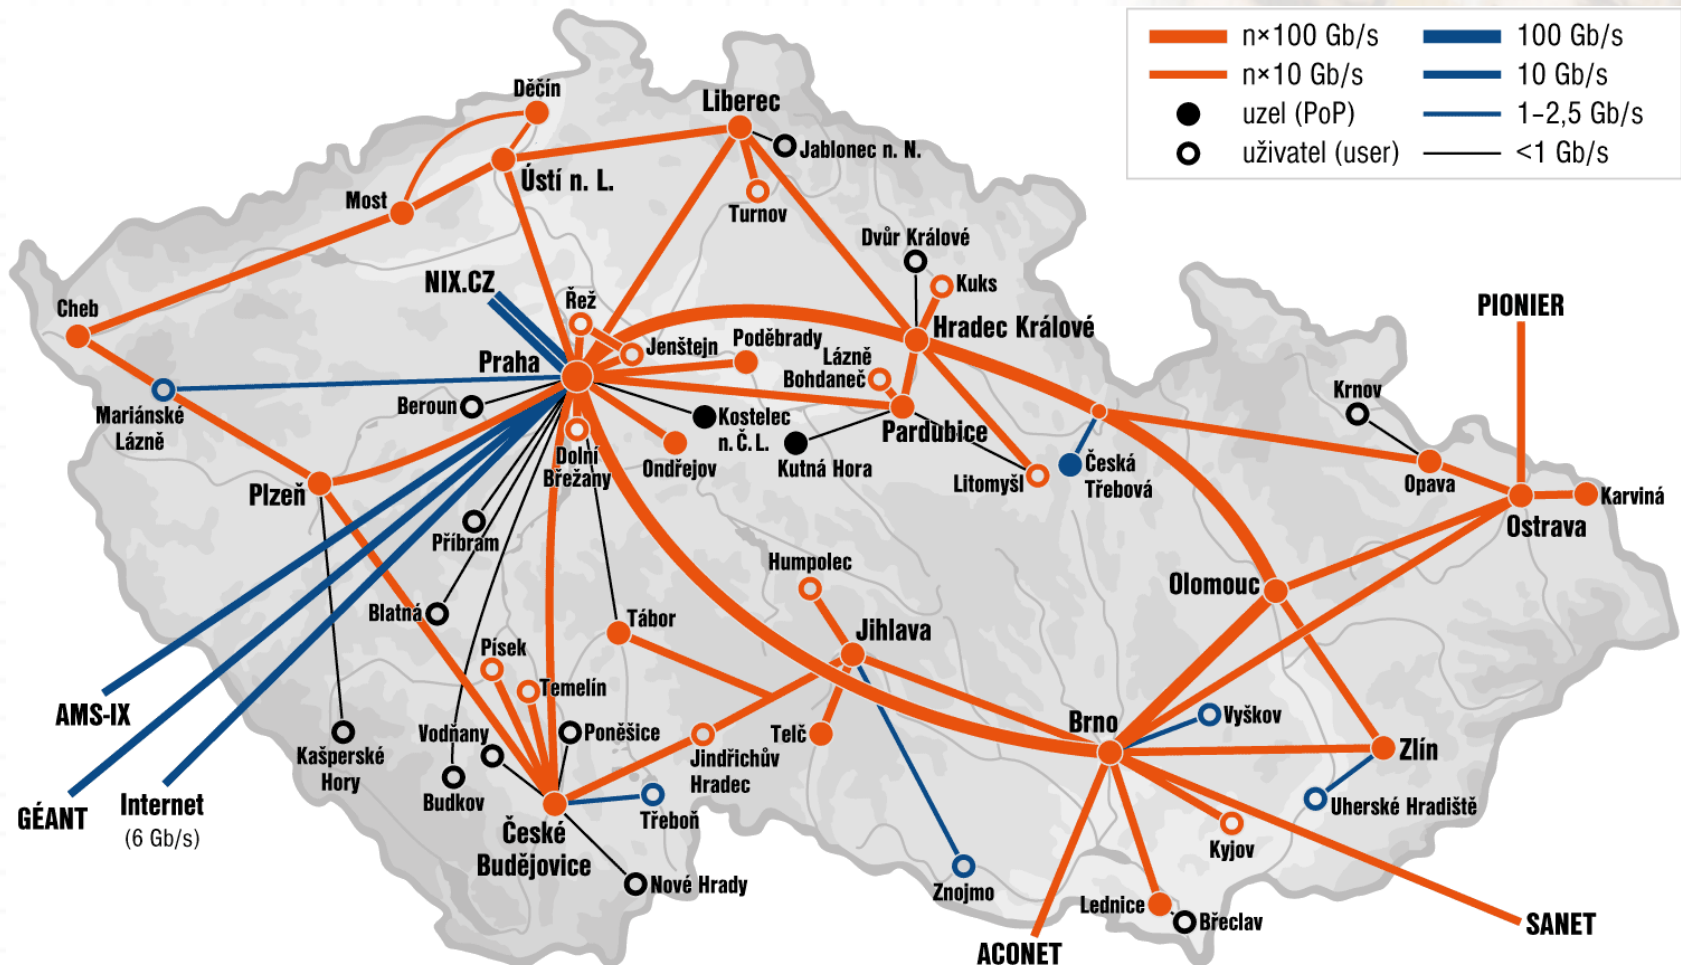 n×100 Gb/s
100 Gb/s
n×10 Gb/s
10 Gb/s
uzel (PoP)
1–2,5 Gb/s
uživatel (user)
<1 Gb/s
Děčín
Liberec
Jablonec n. N.
Ústí n. L.
Most
Turnov
Dvůr Králové
NIX.CZ
Kuks
Cheb
Řež
PIONIER
Hradec Králové
Jenštejn
Poděbrady
Praha
Lázně
Bohdaneč
Krnov
Mariánské
Lázně
Beroun
Kostelec
n. Č. L.
Pardubice
Dolní
Břežany
Ondřejov
Kutná Hora
Litomyšl
Česká
Třebová
Opava
Karviná
Plzeň
Ostrava
Příbram
Humpolec
Olomouc
Blatná
Tábor
Jihlava
Písek
Temelín
AMS-IX
Vyškov
Brno
Vodňany
Poněšice
Telč
Zlín
Kašperské
Hory
Jindřichův
Hradec
Budkov
GÉANT
Internet
(6 Gb/s)
Třeboň
Uherské Hradiště
České
Budějovice
Kyjov
Nové Hrady
Znojmo
Lednice
Břeclav
SANET
ACONET